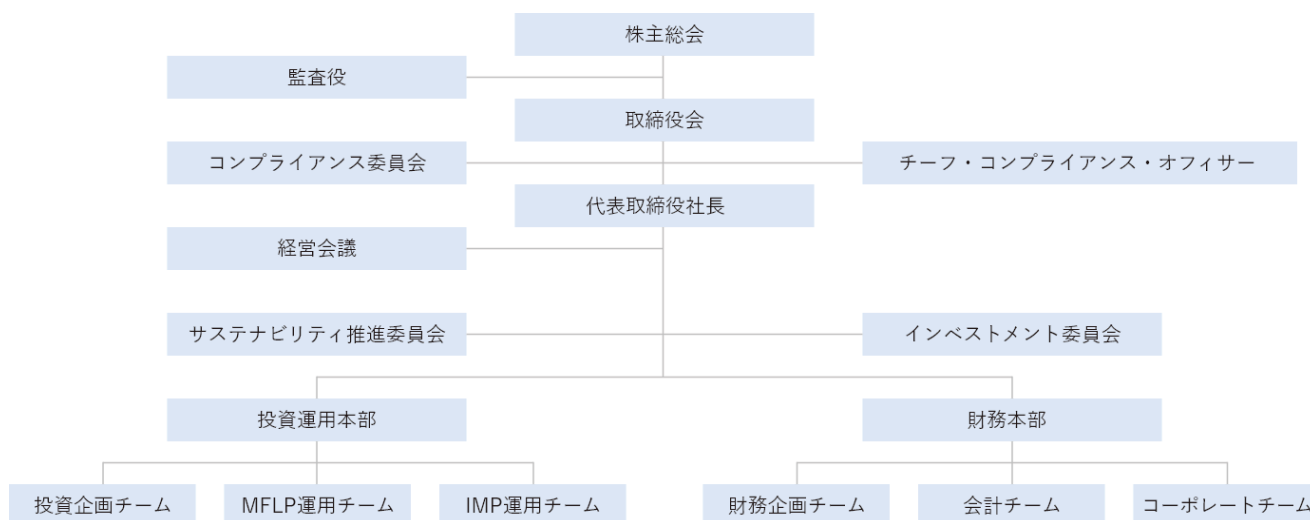 株主総会
監査役
取締役会
コンプライアンス委員会
チーフ・コンプライアンス・オフィサー
代表取締役社長
経営会議
サステナビリティ推進委員会
インベストメント委員会
投資運用本部
財務本部
投資企画チーム
MFLP運用チーム
IMP運用チーム
財務企画チーム
会計チーム
コーポレートチーム